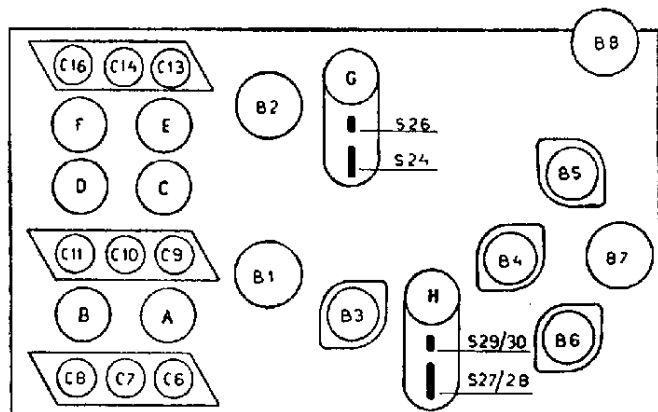 B8
C16 C14 C13
G
B2
F E
S26
S24
D C
B5
C11 C10 C9
B4 B7
B1
H
B3
B A
S29/30
B6
C8 C7 C6
S27/28